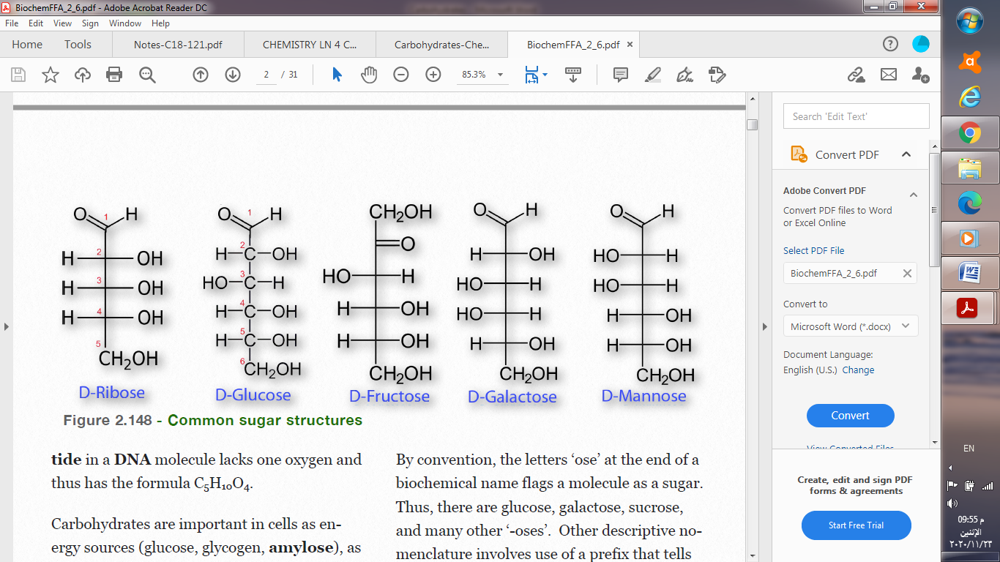 BiochemFFA_2_6.pdf - Adobe Acrobat Reader DC
File Edit View Sign Window Help
Home Tools Notes-C18-121.pdf CHEMISTRY LN 4 C... Carbohydrates-Che... BiochemFFA_2_6.pdf ×
2 / 31 85.3%
O 1 H
2
H OH
3
H OH
4
H OH
5
CH₂OH
D-Ribose
O 1 H
2
H C OH
3
HO C H
4
H C OH
5
H C OH
6
CH₂OH
D-Glucose
CH₂OH
O
HO H
H OH
H OH
CH₂OH
D-Fructose
O H
H OH
HO H
HO H
H OH
CH₂OH
D-Galactose
O H
HO H
HO H
H OH
H OH
CH₂OH
D-Mannose
Figure 2.148 - Common sugar structures
tide in a DNA molecule lacks one oxygen and
thus has the formula C₅H₁₀O₄.
Carbohydrates are important in cells as en-
ergy sources (glucose, glycogen, amylose), as
By convention, the letters ‘ose’ at the end of a
biochemical name flags a molecule as a sugar.
Thus, there are glucose, galactose, sucrose,
and many other ‘-oses’. Other descriptive no-
menclature involves use of a prefix that tells
Search 'Edit Text'
Convert PDF
Adobe Convert PDF
Convert PDF files to Word
or Excel Online
Select PDF File
BiochemFFA_2_6.pdf
Convert to
Microsoft Word (*.docx)
Document Language:
English (U.S.) Change
Convert
View Converted Files
Create, edit and sign PDF
forms & agreements
Start Free Trial
EN
09:55 م
الإثنين
٢٠٢٠/١١/٢٣